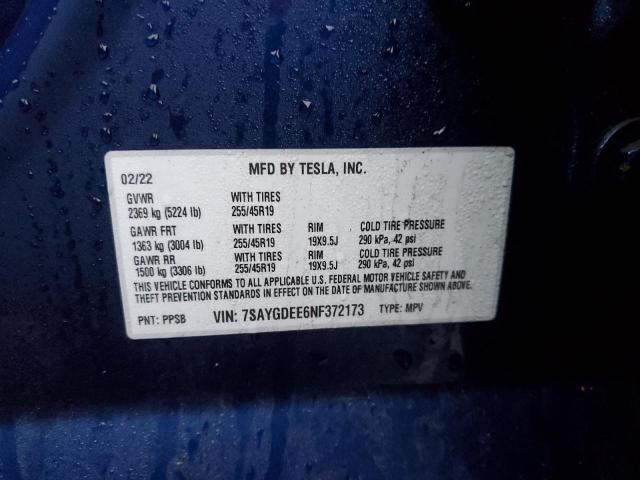 02/22 MFD BY TESLA, INC.
GVWR WITH TIRES
2369 kg (5224 lb) 255/45R19
GAWR FRT WITH TIRES RIM COLD TIRE PRESSURE
1363 kg (3004 lb) 255/45R19 19X9.5J 290 kPa, 42 psi
GAWR RR WITH TIRES RIM COLD TIRE PRESSURE
1500 kg (3306 lb) 255/45R19 19X9.5J 290 kPa, 42 psi
THIS VEHICLE CONFORMS TO ALL APPLICABLE U.S. FEDERAL MOTOR VEHICLE SAFETY AND
THEFT PREVENTION STANDARDS IN EFFECT ON THE DATE OF MANUFACTURE SHOWN ABOVE.
PNT: PPSB VIN: 7SAYGDEE6NF372173 TYPE: MPV